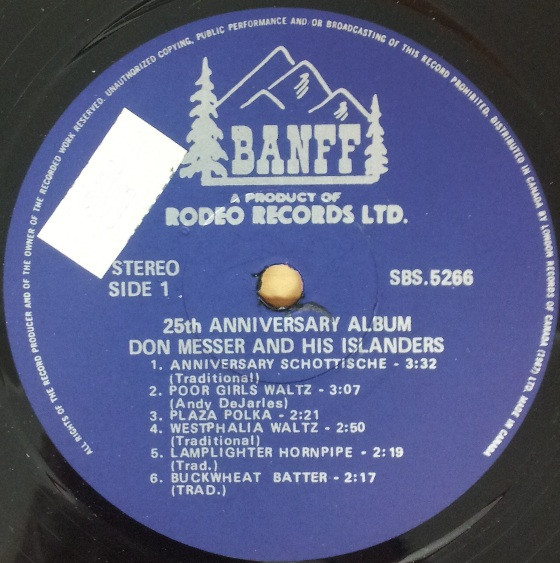 ALL RIGHTS OF THE RECORD PRODUCER AND OF THE OWNER OF THE RECORDED WORK RESERVED. UNAUTHORIZED COPYING, PUBLIC PERFORMANCE AND/OR BROADCASTING OF THIS RECORD PROHIBITED. DISTRIBUTED IN CANADA BY LONDON RECORDS OF CANADA (1967) LTD. MADE IN CANADA
BANFF
A PRODUCT OF
RODEO RECORDS LTD.
STEREO
SIDE 1
SBS.5266
25th ANNIVERSARY ALBUM
DON MESSER AND HIS ISLANDERS
1. ANNIVERSARY SCHOTTISCHE - 3:32
(Traditional)
2. POOR GIRLS WALTZ - 3:07
(Andy DeJarles)
3. PLAZA POLKA - 2:21
4. WESTPHALIA WALTZ - 2:50
(Traditional)
5. LAMPLIGHTER HORNPIPE - 2:19
(Trad.)
6. BUCKWHEAT BATTER - 2:17
(TRAD.)